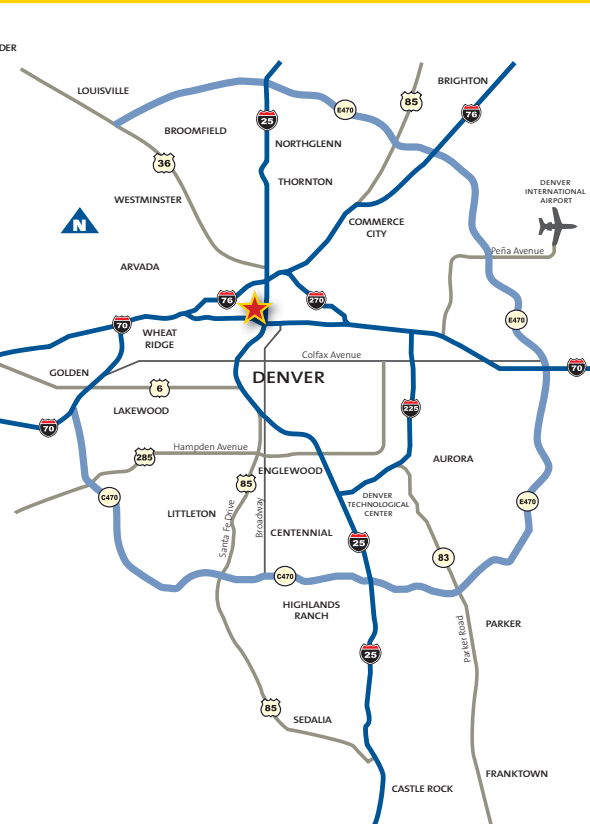 DER
LOUISVILLE
BRIGHTON
85
E470
76
25
BROOMFIELD
NORTHGLENN
36
THORNTON
DENVER
INTERNATIONAL
AIRPORT
WESTMINSTER
N
COMMERCE
CITY
Peña Avenue
ARVADA
76
270
70
E470
WHEAT
RIDGE
Colfax Avenue
70
GOLDEN
DENVER
6
LAKEWOOD
225
70
Hampden Avenue
285
AURORA
ENGLEWOOD
85
C470
DENVER
TECHNOLOGICAL
CENTER
E470
LITTLETON
Santa Fe Drive
Broadway
CENTENNIAL
25
83
C470
HIGHLANDS
RANCH
PARKER
Parker Road
25
85
SEDALIA
FRANKTOWN
CASTLE ROCK